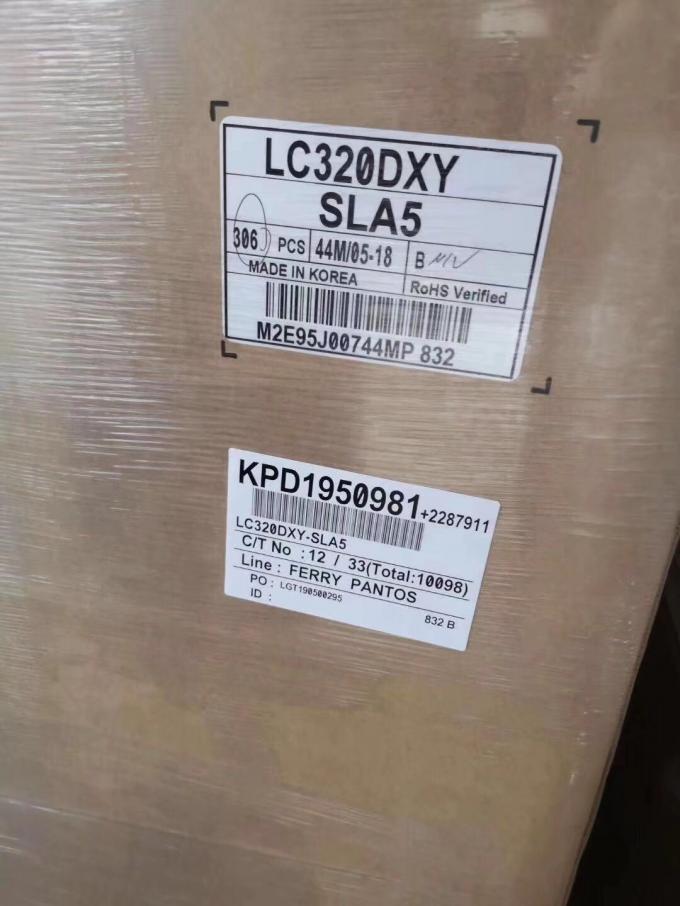 LC320DXY
SLA5
306 PCS 44M/05-18 B
MADE IN KOREA RoHS Verified
M2E95J00744MP 832
KPD1950981+2287911
LC320DXY-SLA5
C/T No : 12 / 33(Total:10098)
Line : FERRY PANTOS
PO : LGT190500295
ID :
832 B